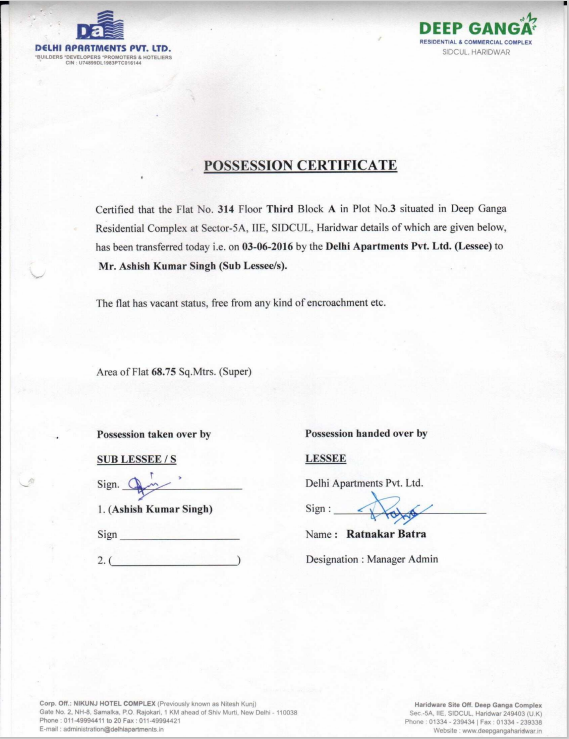 Da
DELHI APARTMENTS PVT. LTD.
*BUILDERS *DEVELOPERS *PROMOTERS & HOTELIERS
CIN : U74899DL1983PTC016144
DEEP GANGA
RESIDENTIAL & COMMERCIAL COMPLEX
SIDCUL, HARIDWAR
POSSESSION CERTIFICATE
Certified that the Flat No. 314 Floor Third Block A in Plot No.3 situated in Deep Ganga
Residential Complex at Sector-5A, IIE, SIDCUL, Haridwar details of which are given below,
has been transferred today i.e. on 03-06-2016 by the Delhi Apartments Pvt. Ltd. (Lessee) to
Mr. Ashish Kumar Singh (Sub Lessee/s).
The flat has vacant status, free from any kind of encroachment etc.
Area of Flat 68.75 Sq.Mtrs. (Super)
Possession taken over by
SUB LESSEE / S
Sign.
1. (Ashish Kumar Singh)
Sign
2. ( )
Possession handed over by
LESSEE
Delhi Apartments Pvt. Ltd.
Sign :
Name : Ratnakar Batra
Designation : Manager Admin
Corp. Off.: NIKUNJ HOTEL COMPLEX (Previously known as Nitesh Kunj)
Gate No. 2, NH-8, Samalka, P.O. Rajokari, 1 KM ahead of Shiv Murti, New Delhi - 110038
Phone : 011-49994411 to 20 Fax : 011-49994421
E-mail : administration@delhiapartments.in
Haridware Site Off. Deep Ganga Complex
Sec.-5A, IIE, SIDCUL, Haridwar 249403 (U.K)
Phone : 01334 - 239434 | Fax : 01334 - 239338
Website : www.deepgangaharidwar.in